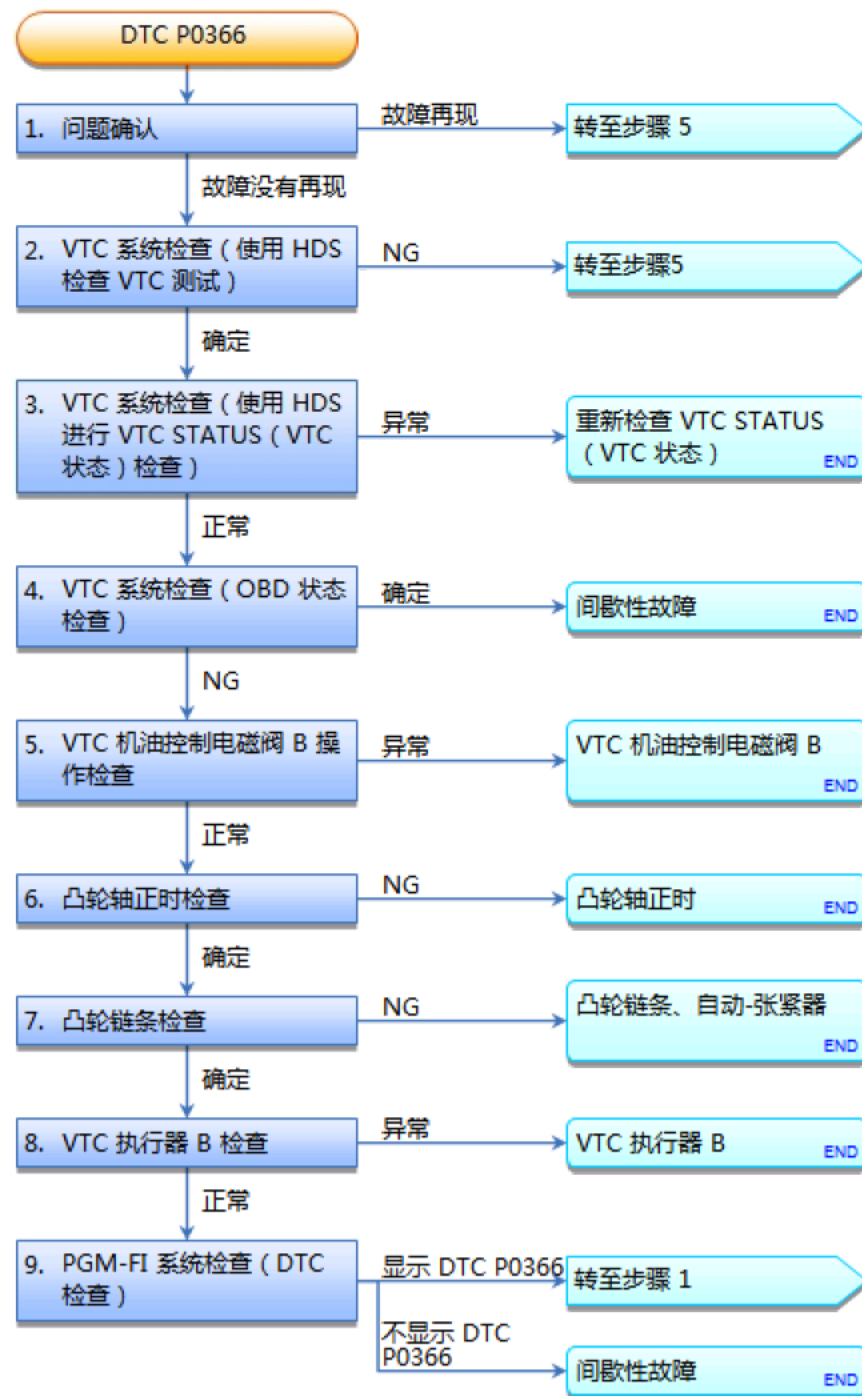 DTC P0366
1. 问题确认
故障再现
转至步骤 5
故障没有再现
2. VTC 系统检查（使用 HDS
检查 VTC 测试）
NG
转至步骤5
确定
3. VTC 系统检查（使用 HDS
进行 VTC STATUS（VTC
状态）检查）
异常
重新检查 VTC STATUS
（VTC 状态）
END
正常
4. VTC 系统检查（OBD 状态
检查）
确定
间歇性故障
END
NG
5. VTC 机油控制电磁阀 B 操
作检查
异常
VTC 机油控制电磁阀 B
END
正常
6. 凸轮轴正时检查
NG
凸轮轴正时
END
确定
7. 凸轮链条检查
NG
凸轮链条、自动-张紧器
END
确定
8. VTC 执行器 B 检查
异常
VTC 执行器 B
END
正常
9. PGM-FI 系统检查（DTC
检查）
显示 DTC P0366
转至步骤 1
不显示 DTC
P0366
间歇性故障
END